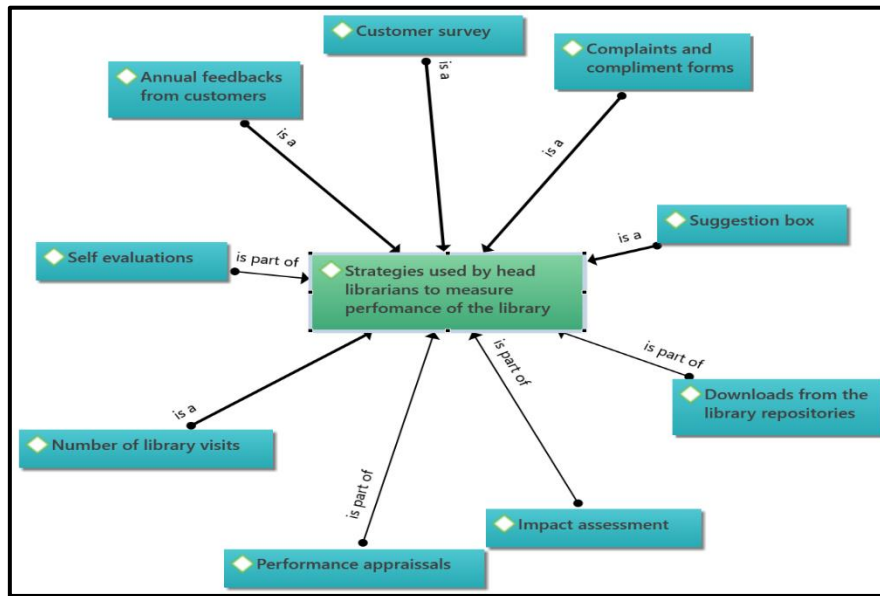 Customer survey
is a
Annual feedbacks
from customers
is a
Complaints and
compliment forms
is a
Suggestion box
is a
Self evaluations
is part of
Strategies used by head
librarians to measure
perfomance of the library
is part of
Downloads from the
library repositories
is part of
Impact assessment
is part of
Performance appraissals
is a
Number of library visits